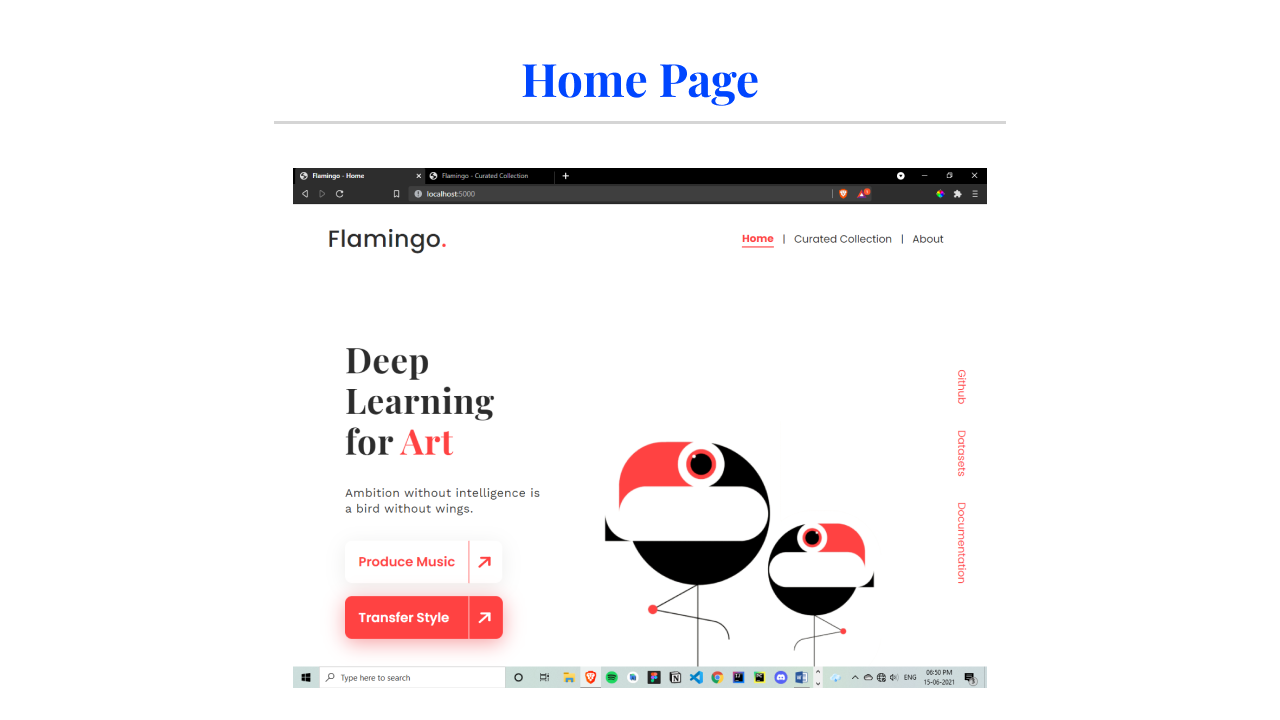 Home Page
Flamingo - Home
Flamingo - Curated Collection
localhost:5000
Flamingo.
Home | Curated Collection | About
Deep
Learning
for Art
Ambition without intelligence is
a bird without wings.
Produce Music
Transfer Style
Github
Datasets
Documentation
Type here to search
ENG
06:50 PM
15-06-2021